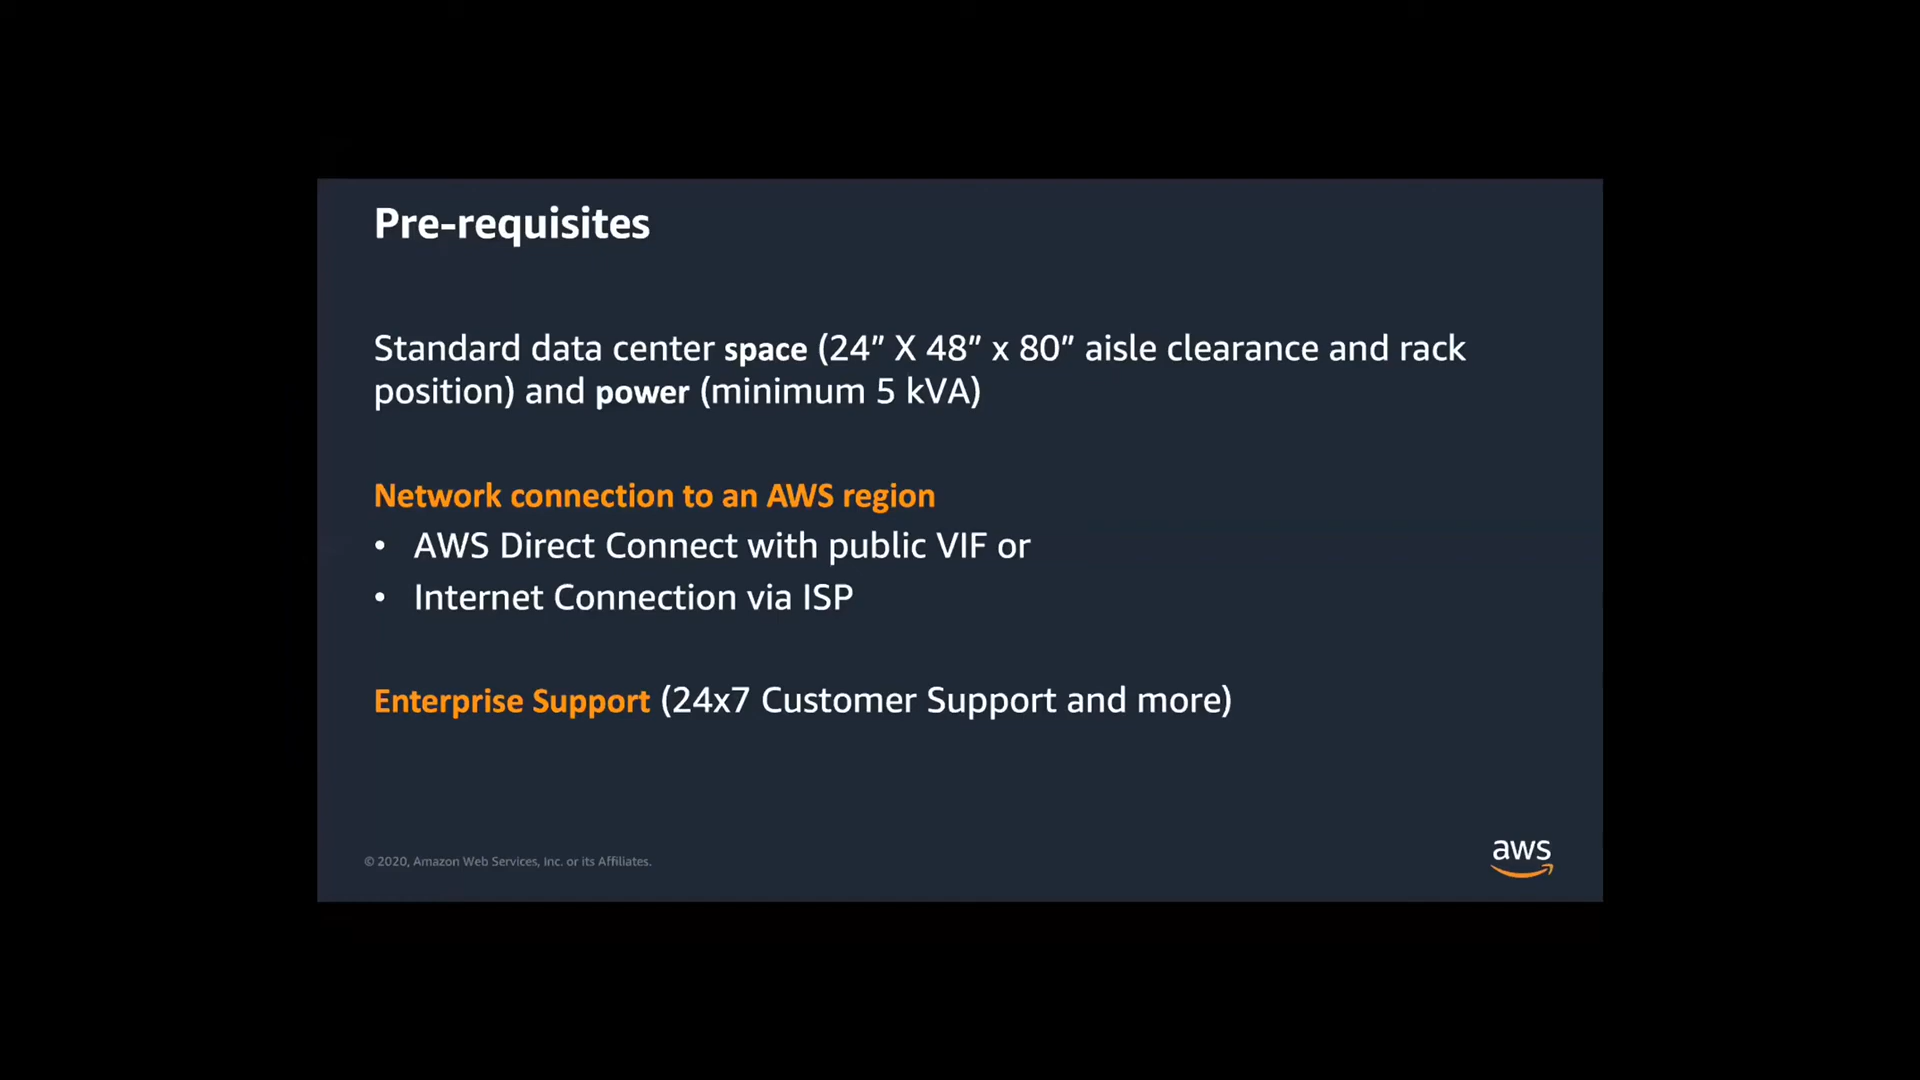 Pre-requisites
Standard data center space (24” X 48” x 80” aisle clearance and rack
position) and power (minimum 5 kVA)
Network connection to an AWS region
• AWS Direct Connect with public VIF or
• Internet Connection via ISP
Enterprise Support (24x7 Customer Support and more)
© 2020, Amazon Web Services, Inc. or its Affiliates.
aws